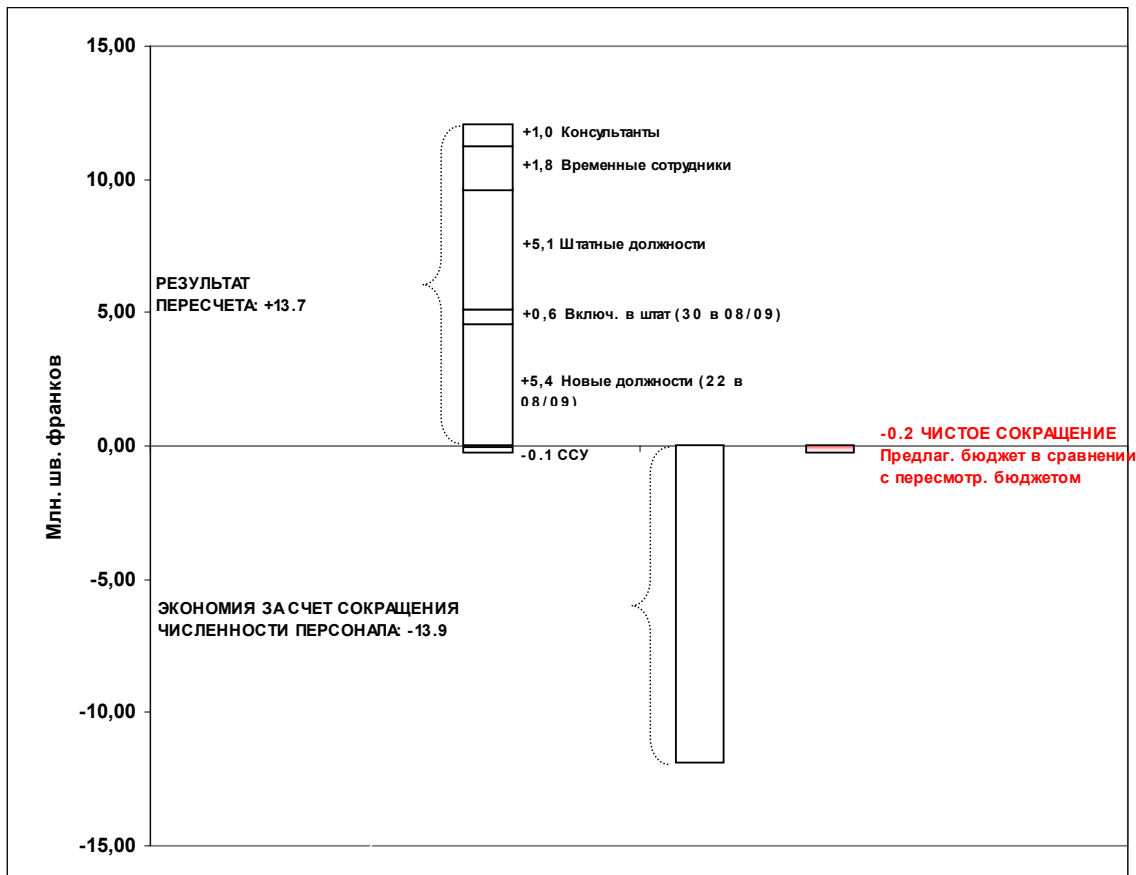 Млн. шв. франков
15,00
10,00
5,00
0,00
-5,00
-10,00
-15,00
+1,0 Консультанты
+1,8 Временные сотрудники
+5,1 Штатные должности
РЕЗУЛЬТАТ
ПЕРЕСЧЕТА: +13.7
+0,6 Включ. в штат (30 в 08/09)
+5,4 Новые должности (22 в
08/09)
-0.1 ССУ
-0.2 ЧИСТОЕ СОКРАЩЕНИЕ
Предлаг. бюджет в сравнении
с пересмотр. бюджетом
ЭКОНОМИЯ ЗА СЧЕТ СОКРАЩЕНИЯ
ЧИСЛЕННОСТИ ПЕРСОНАЛА: -13.9